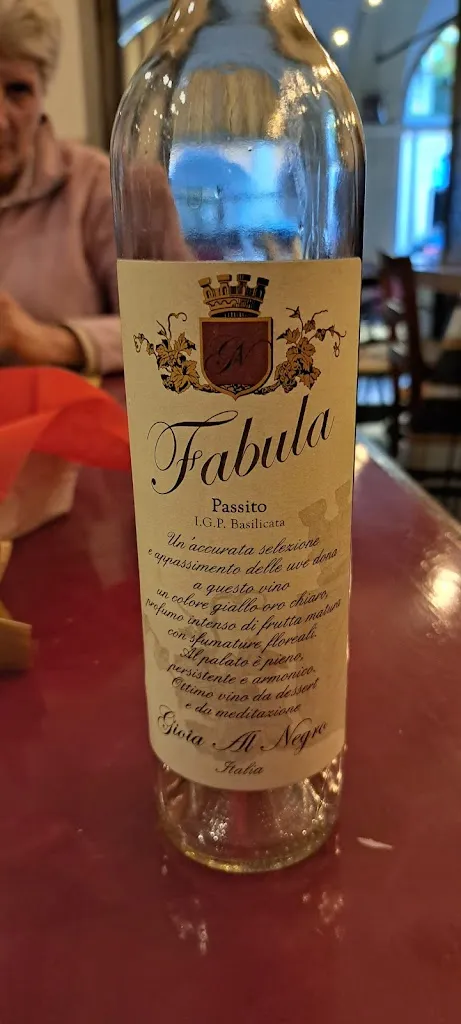 GN
Fabula
Passito
I.G.P. Basilicata
Un'accurata selezione
e appassimento delle uve dona
a questo vino
un colore giallo oro chiaro,
profumo intenso di frutta matura
con sfumature floreali.
Al palato è pieno,
persistente e armonico.
Ottimo vino da dessert
e da meditazione
Gioia Al Negro
Italia